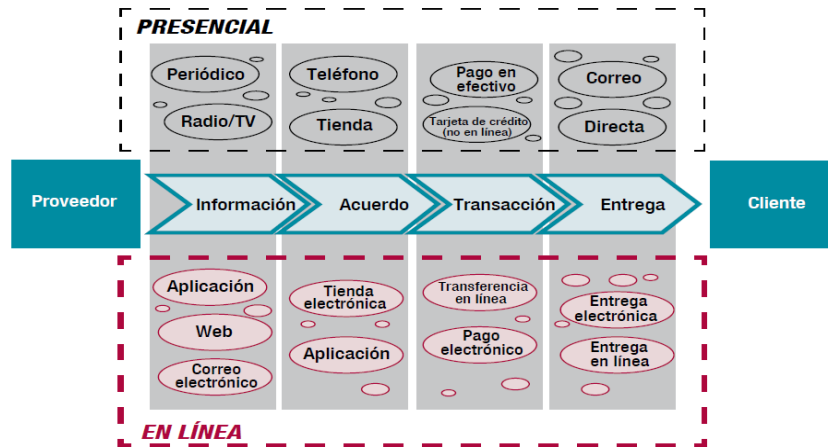 PRESENCIAL
Periódico
Radio/TV
Teléfono
Tienda
Pago en
efectivo
Tarjeta de crédito
(no en línea)
Correo
Directa
Proveedor
Información
Acuerdo
Transacción
Entrega
Cliente
Aplicación
Web
Correo
electrónico
Tienda
electrónica
Aplicación
Transferencia
en línea
Pago
electrónico
Entrega
electrónica
Entrega
en línea
EN LÍNEA